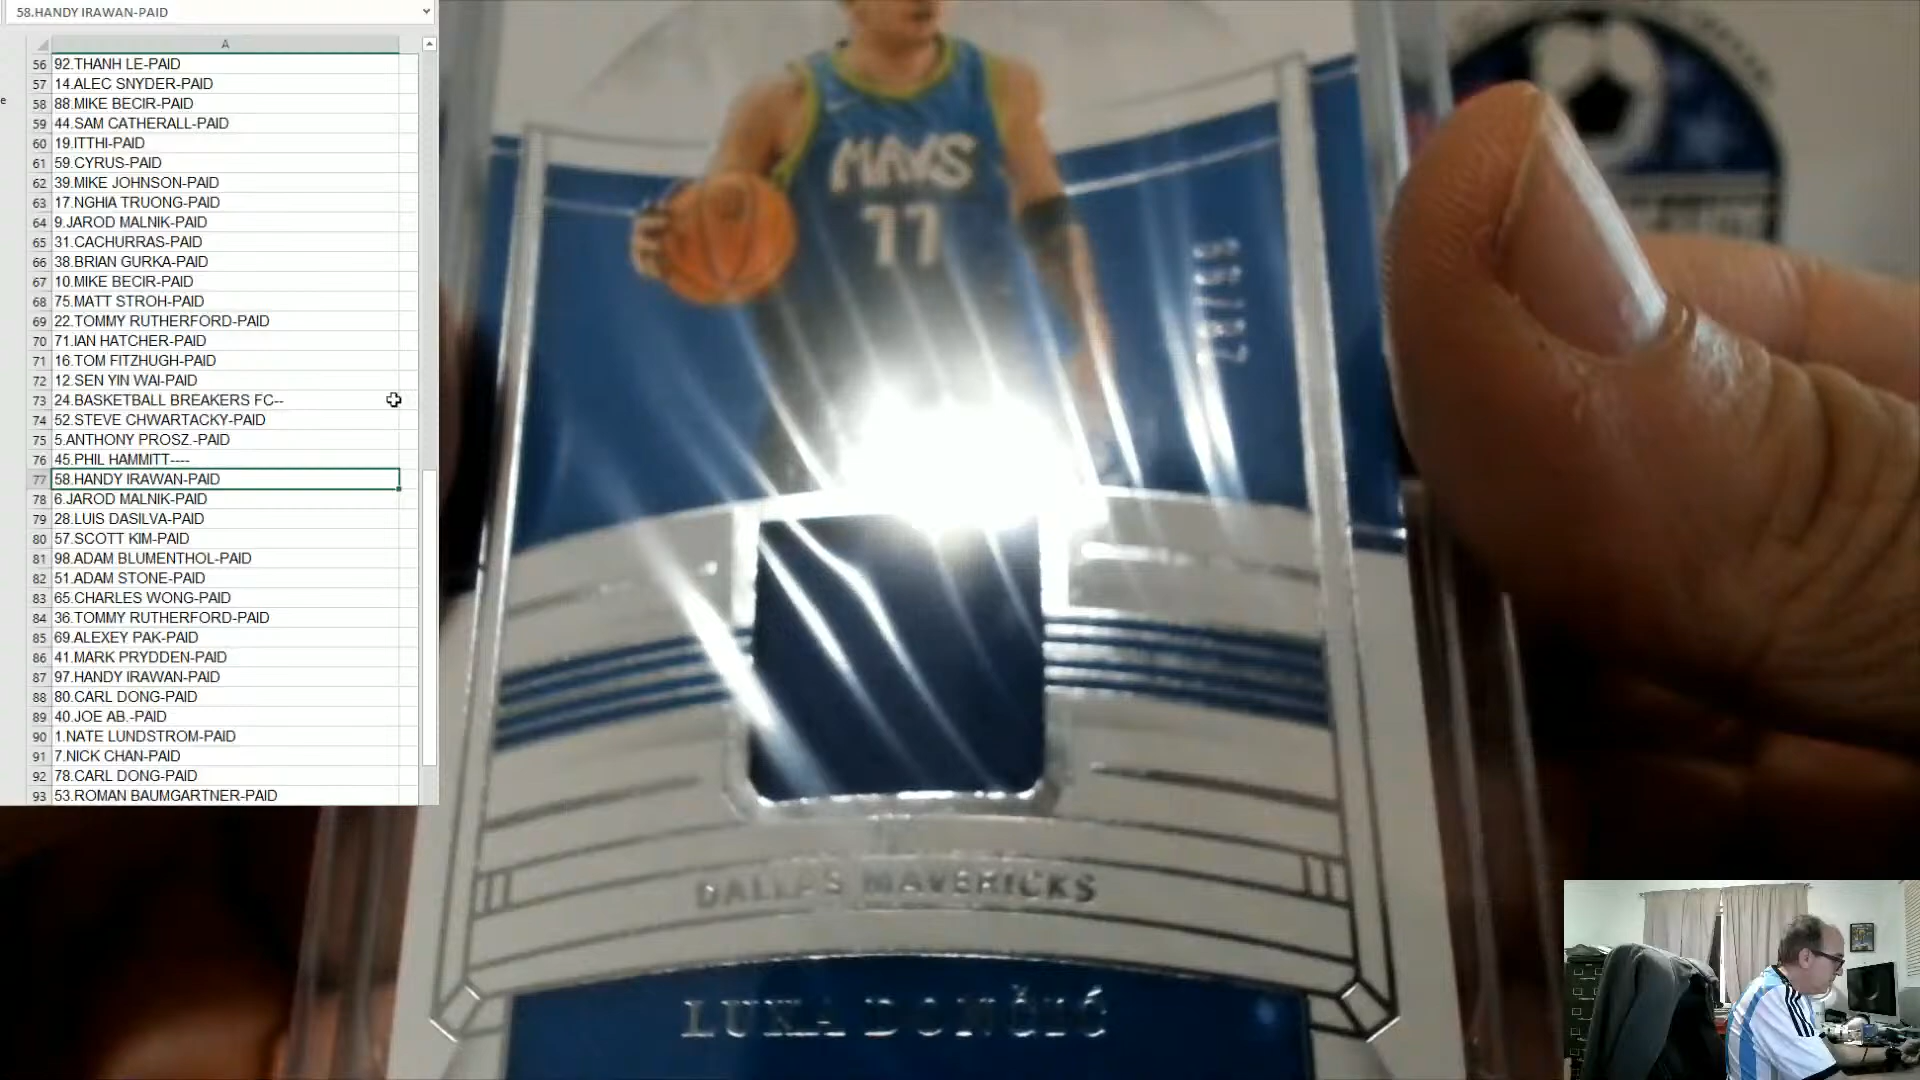 58.HANDY IRAWAN-PAID
A
56 92.THANH LE-PAID
57 14.ALEC SNYDER-PAID
58 88.MIKE BECIR-PAID
59 44.SAM CATHERALL-PAID
60 19.ITTHI-PAID
61 59.CYRUS-PAID
62 39.MIKE JOHNSON-PAID
63 17.NGHIA TRUONG-PAID
64 9.JAROD MALNIK-PAID
65 31.CACHURRAS-PAID
66 38.BRIAN GURKA-PAID
67 10.MIKE BECIR-PAID
68 75.MATT STROH-PAID
69 22.TOMMY RUTHERFORD-PAID
70 71.IAN HATCHER-PAID
71 16.TOM FITZHUGH-PAID
72 12.SEN YIN WAI-PAID
73 24.BASKETBALL BREAKERS FC--
74 52.STEVE CHWARTACKY-PAID
75 5.ANTHONY PROSZ.-PAID
76 45.PHIL HAMMITT----
77 58.HANDY IRAWAN-PAID
78 6.JAROD MALNIK-PAID
79 28.LUIS DASILVA-PAID
80 57.SCOTT KIM-PAID
81 98.ADAM BLUMENTHOL-PAID
82 51.ADAM STONE-PAID
83 65.CHARLES WONG-PAID
84 36.TOMMY RUTHERFORD-PAID
85 69.ALEXEY PAK-PAID
86 41.MARK PRYDDEN-PAID
87 97.HANDY IRAWAN-PAID
88 80.CARL DONG-PAID
89 40.JOE AB.-PAID
90 1.NATE LUNDSTROM-PAID
91 7.NICK CHAN-PAID
92 78.CARL DONG-PAID
93 53.ROMAN BAUMGARTNER-PAID
MAVS
77
DALLAS MAVERICKS
LUKA DONČIĆ